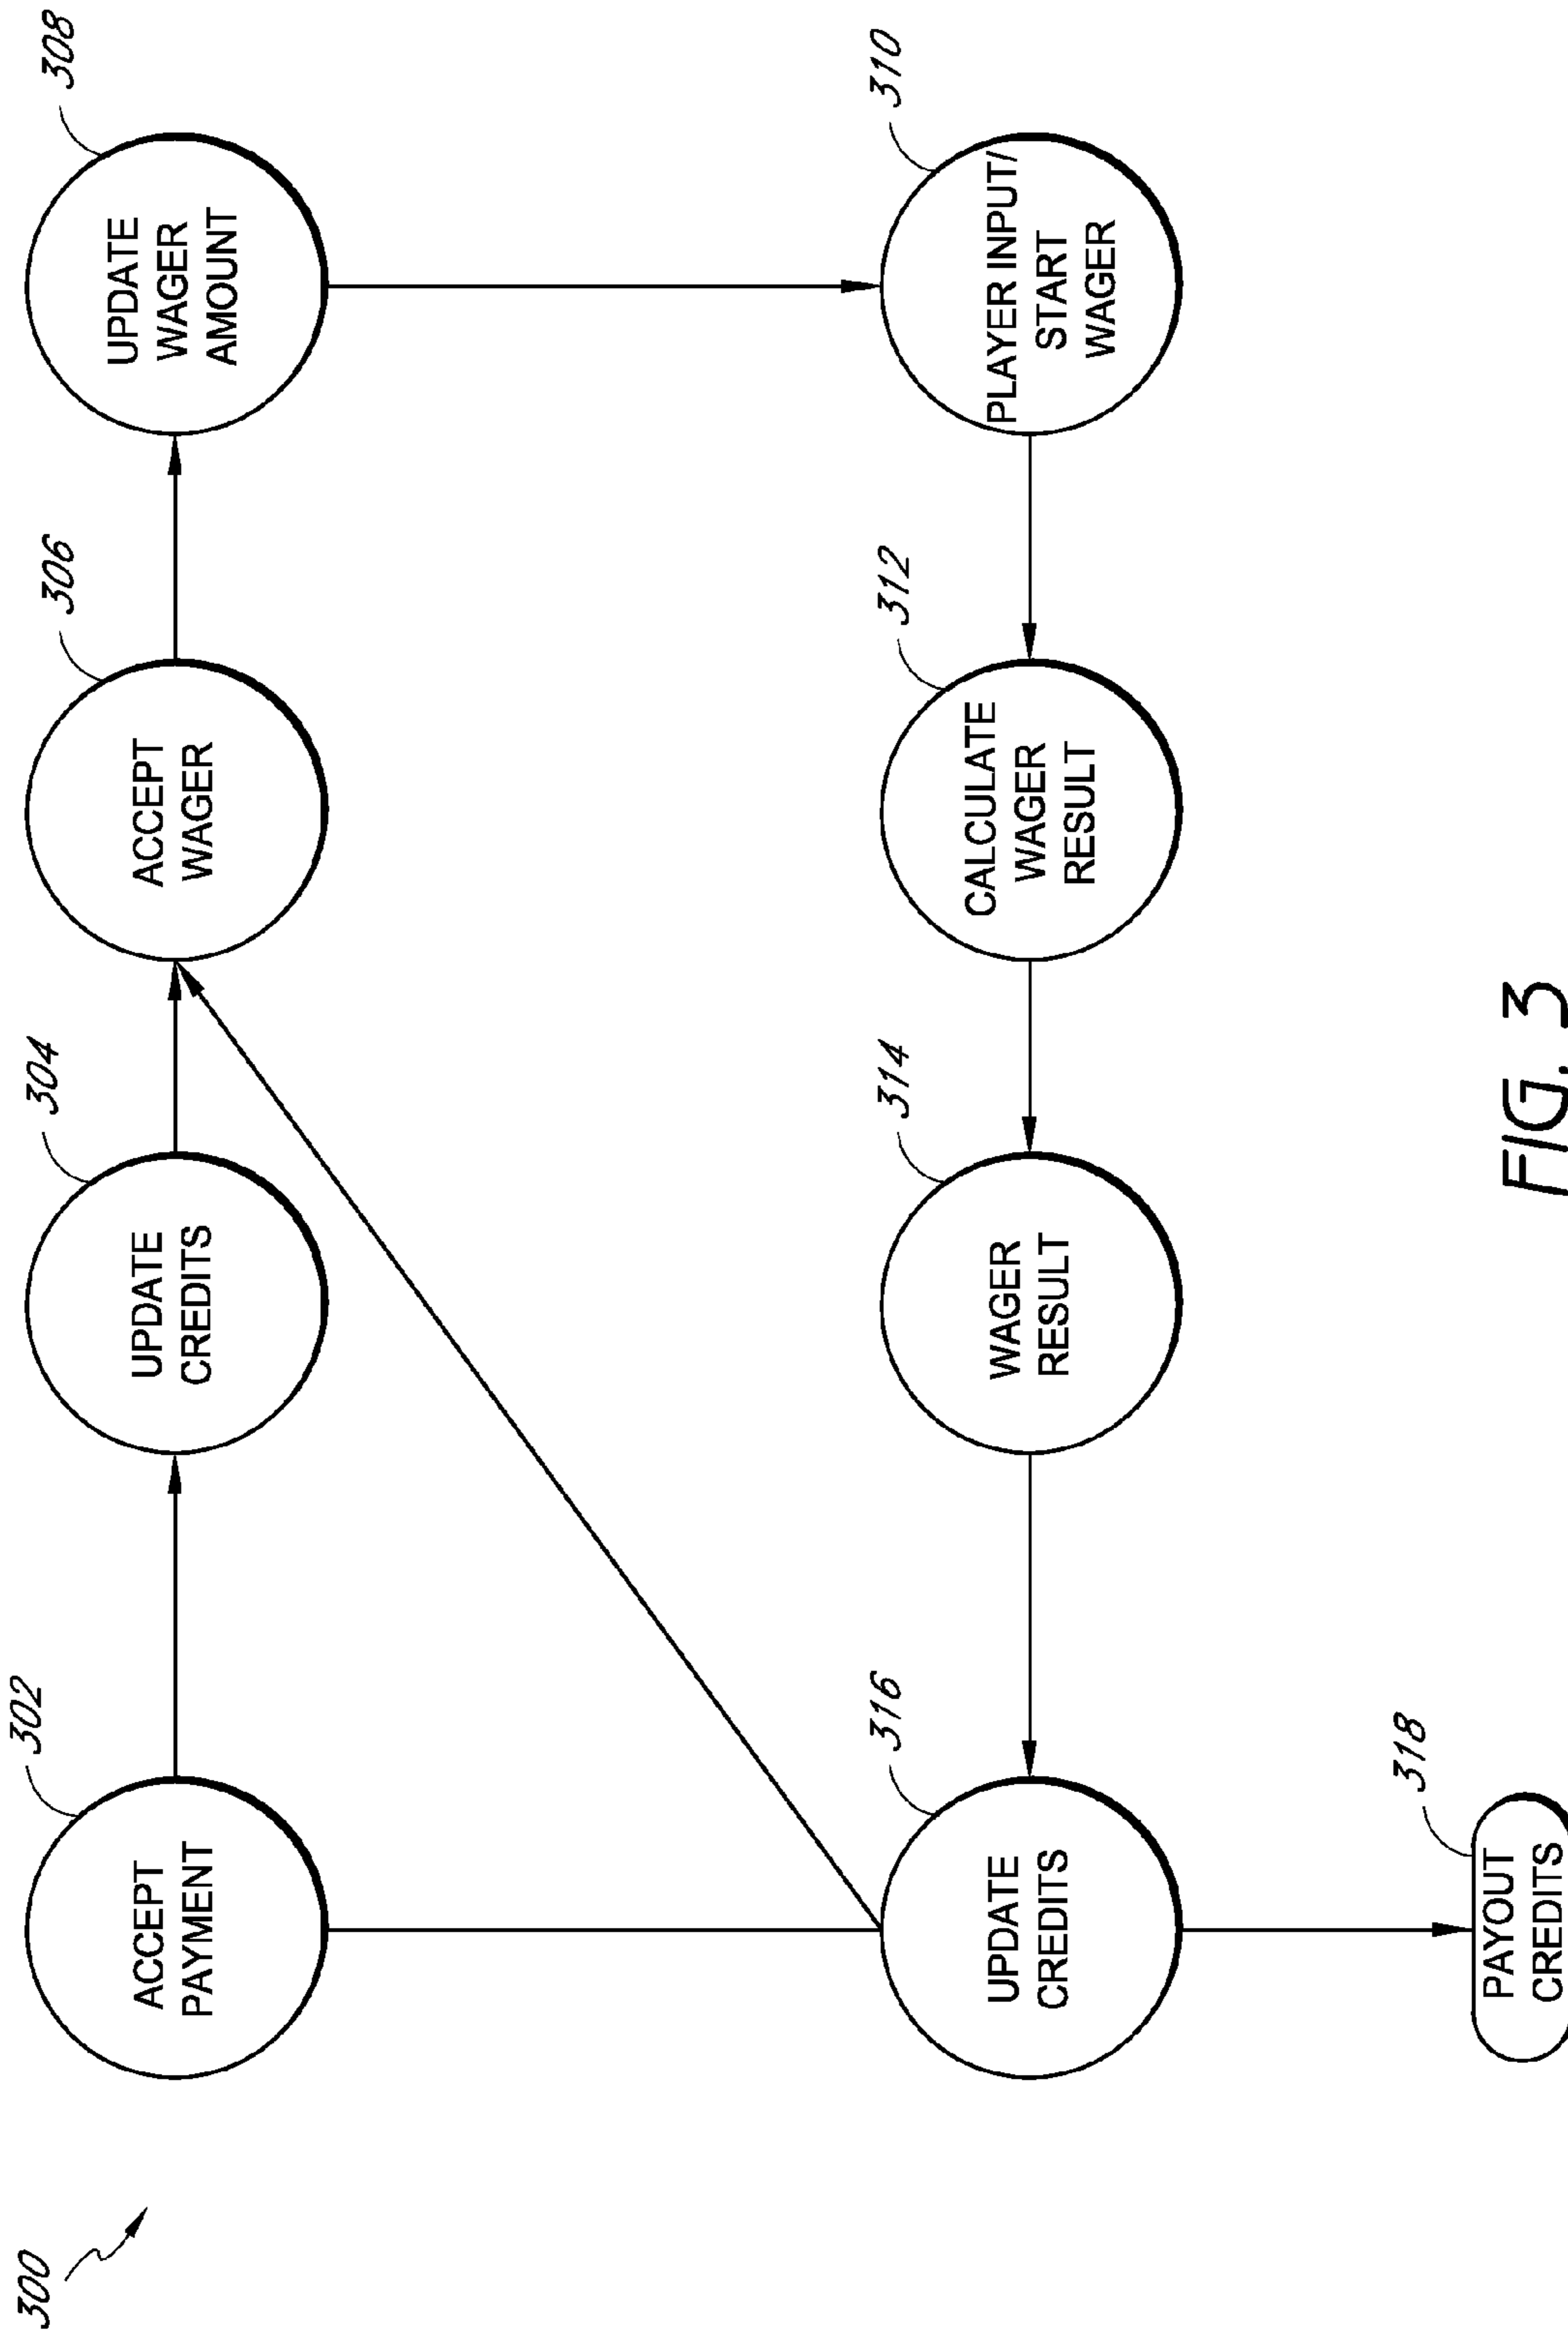 300
302
ACCEPT
PAYMENT
304
UPDATE
CREDITS
306
ACCEPT
WAGER
308
UPDATE
WAGER
AMOUNT
316
UPDATE
CREDITS
314
WAGER
RESULT
312
CALCULATE
WAGER
RESULT
310
PLAYER INPUT/
START
WAGER
318
PAYOUT
CREDITS
FIG. 3